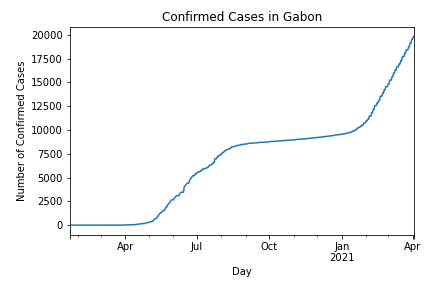 Confirmed Cases in Gabon
Number of Confirmed Cases
20000
17500
15000
12500
10000
7500
5000
2500
0
Apr
Jul
Oct
Jan
2021
Apr
Day